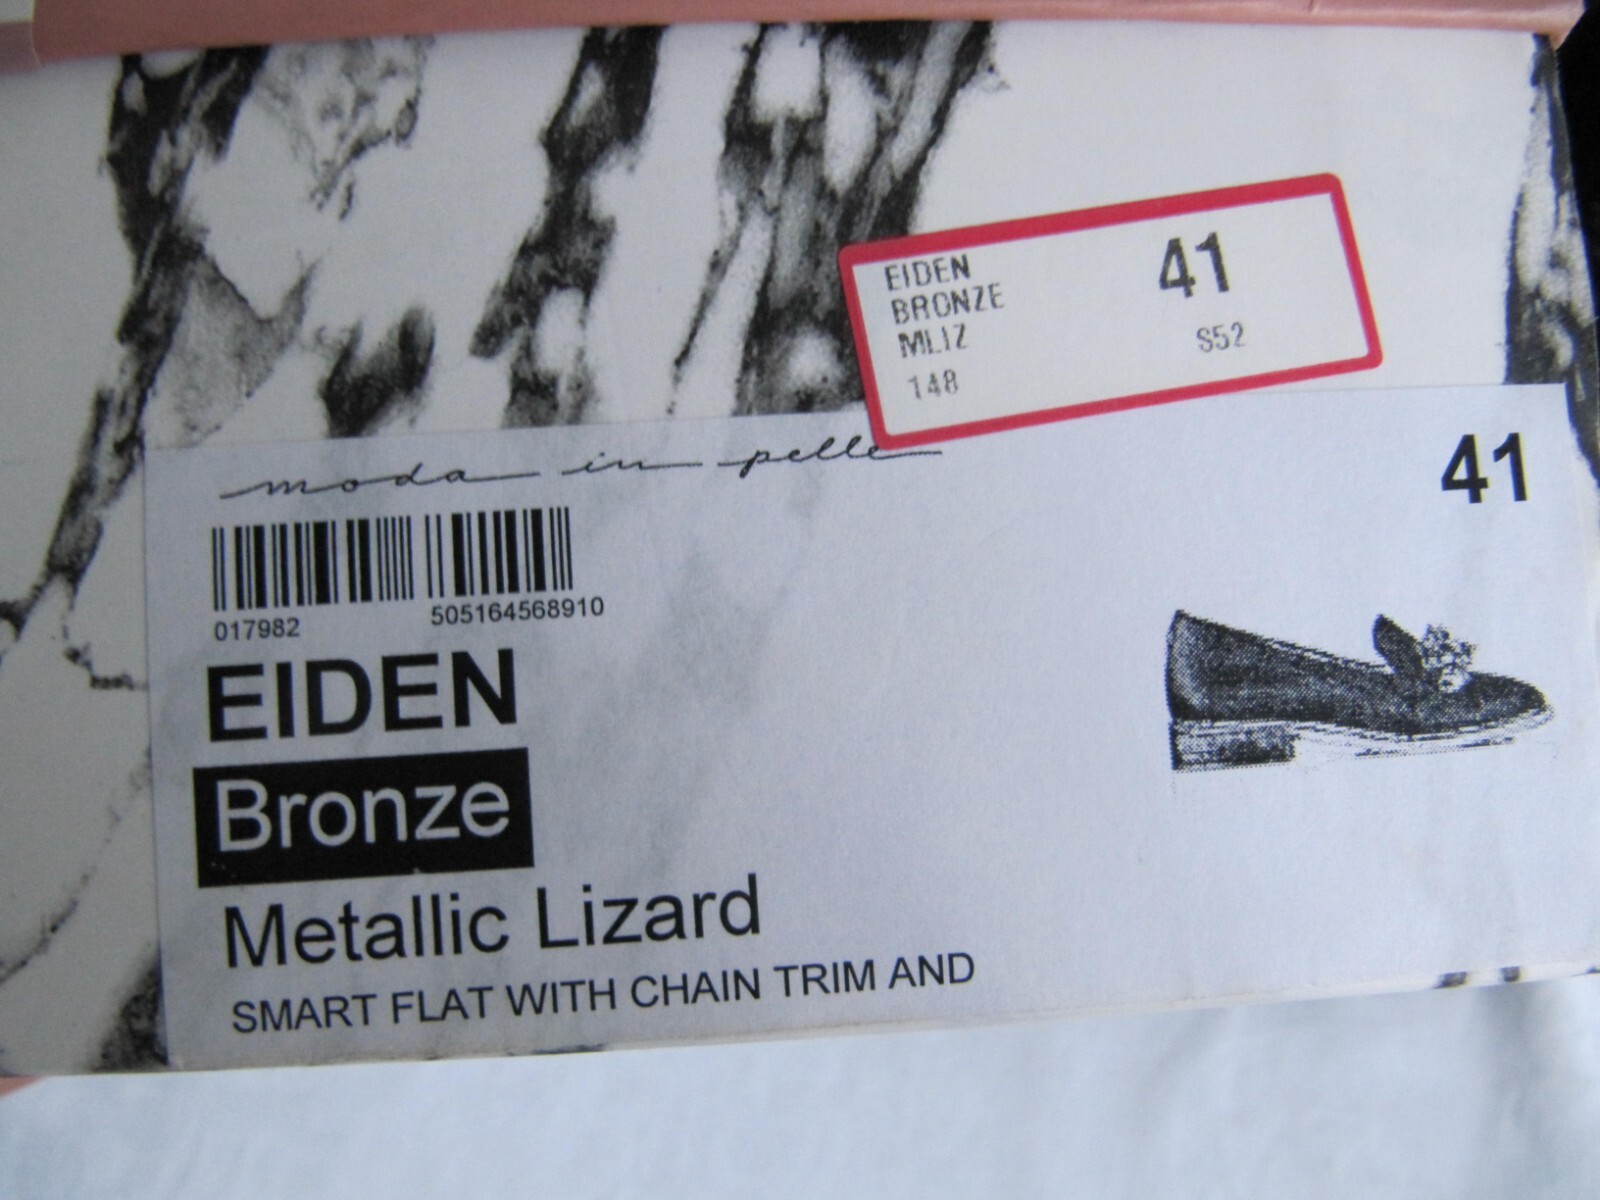 EIDEN
BRONZE
MLIZ
148
41
S52
moda in pelle
41
017982
505164568910
EIDEN
Bronze
Metallic Lizard
SMART FLAT WITH CHAIN TRIM AND